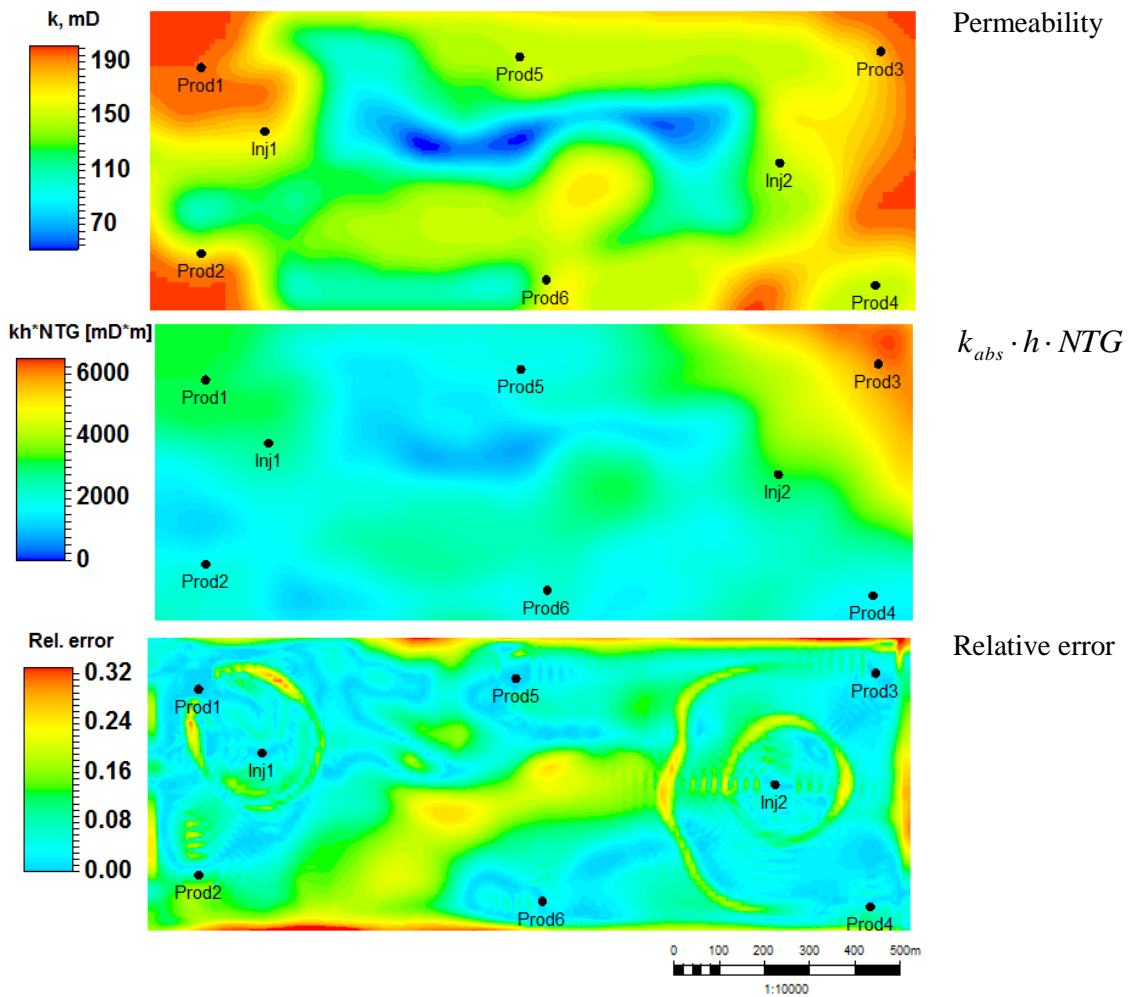 k, mD
190
150
110
70
Prod1
Prod5
Prod3
Inj1
Inj2
Prod2
Prod6
Prod4
Permeability
kh*NTG [mD*m]
6000
4000
2000
0
Prod1
Prod5
Prod3
Inj1
Inj2
Prod2
Prod6
Prod4
k_abs · h · NTG
Rel. error
0.32
0.24
0.16
0.08
0.00
Prod1
Prod5
Prod3
Inj1
Inj2
Prod2
Prod6
Prod4
Relative error
0 100 200 300 400 500m
1:10000